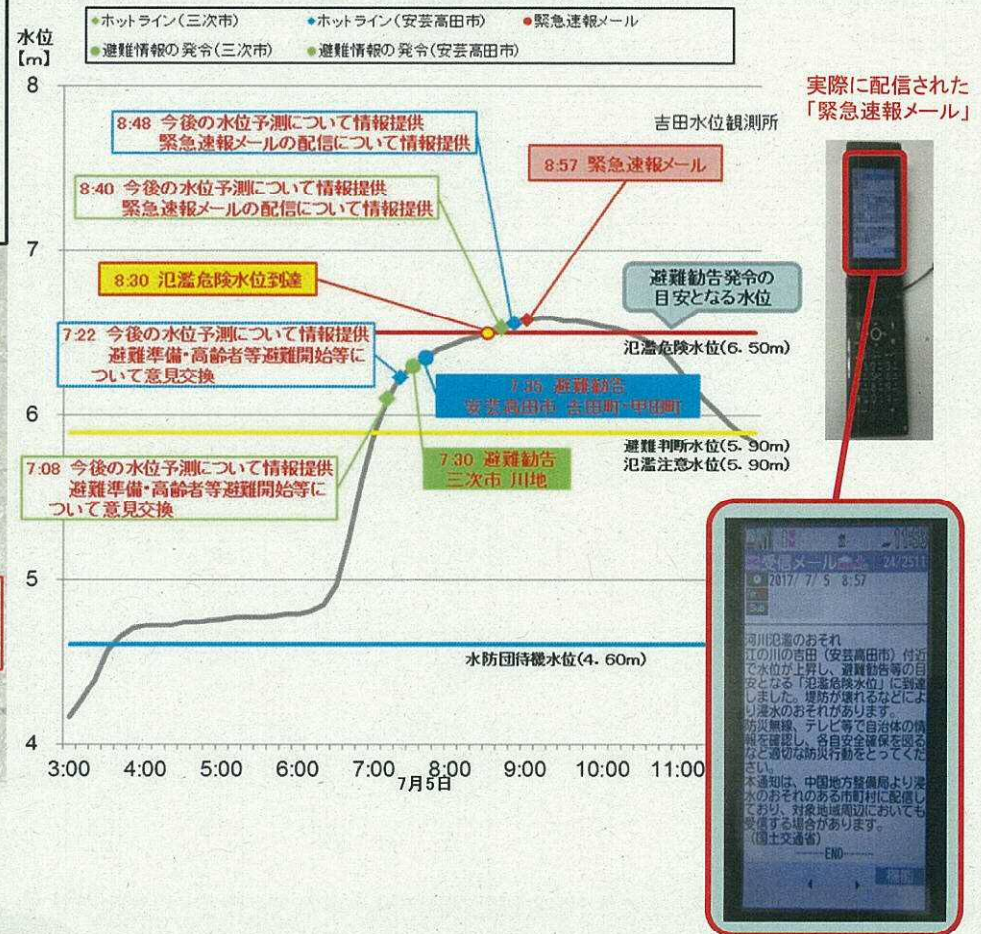 ホットライン(三次市) ホットライン(安芸高田市) 緊急速報メール
避難情報の発令(三次市) 避難情報の発令(安芸高田市)
水位
【m】
8
7
6
5
4
実際に配信された
「緊急速報メール」
吉田水位観測所
8:48 今後の水位予測について情報提供
緊急速報メールの配信について情報提供
8:57 緊急速報メール
8:40 今後の水位予測について情報提供
緊急速報メールの配信について情報提供
8:30 氾濫危険水位到達
避難勧告発令の
目安となる水位
氾濫危険水位(6.50m)
7:22 今後の水位予測について情報提供
避難準備・高齢者等避難開始等に
ついて意見交換
7:35 避難勧告
安芸高田市 吉田町・甲田町
避難判断水位(5.90m)
氾濫注意水位(5.90m)
7:08 今後の水位予測について情報提供
避難準備・高齢者等避難開始等に
ついて意見交換
7:30 避難勧告
三次市 川地
水防団待機水位(4.60m)
3:00 4:00 5:00 6:00 7:00 8:00 9:00 10:00 11:00
7月5日
受信メール
2017/ 7/ 5 8:57
河川氾濫のおそれ
江の川の吉田（安芸高田市）付近
で水位が上昇し、避難勧告等の目
安となる「氾濫危険水位」に到達
しました。堤防が壊れるなどによ
り浸水のおそれがあります。
防災無線、テレビ等で自治体の情
報を確認し、各自安全確保を図る
など適切な防災行動をとってくだ
さい。
本通知は、中国地方整備局より浸
水のおそれのある市町村に配信し
ており、対象地域周辺においても
受信する場合があります。
（国土交通省）
------END------
機能